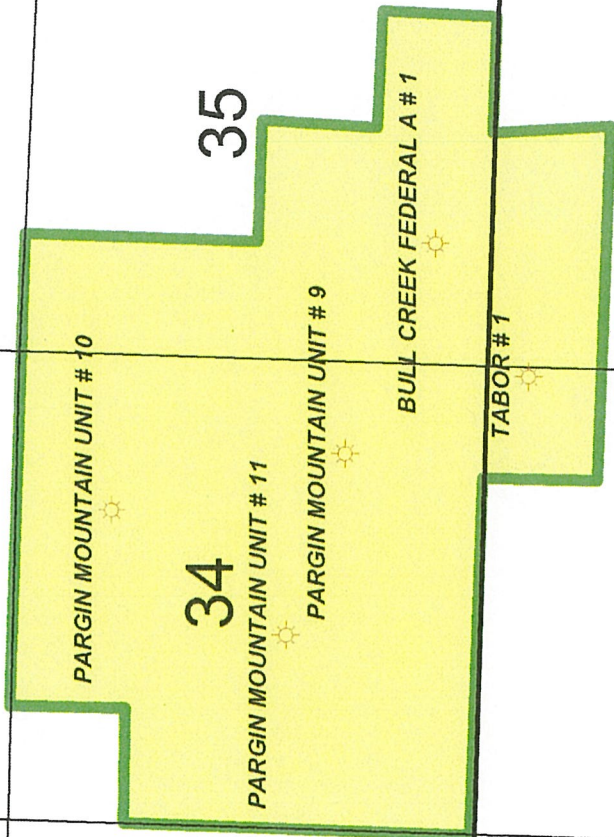 35
PARGIN MOUNTAIN UNIT # 10
34
PARGIN MOUNTAIN UNIT # 11
PARGIN MOUNTAIN UNIT # 9
BULL CREEK FEDERAL A # 1
TABOR # 1